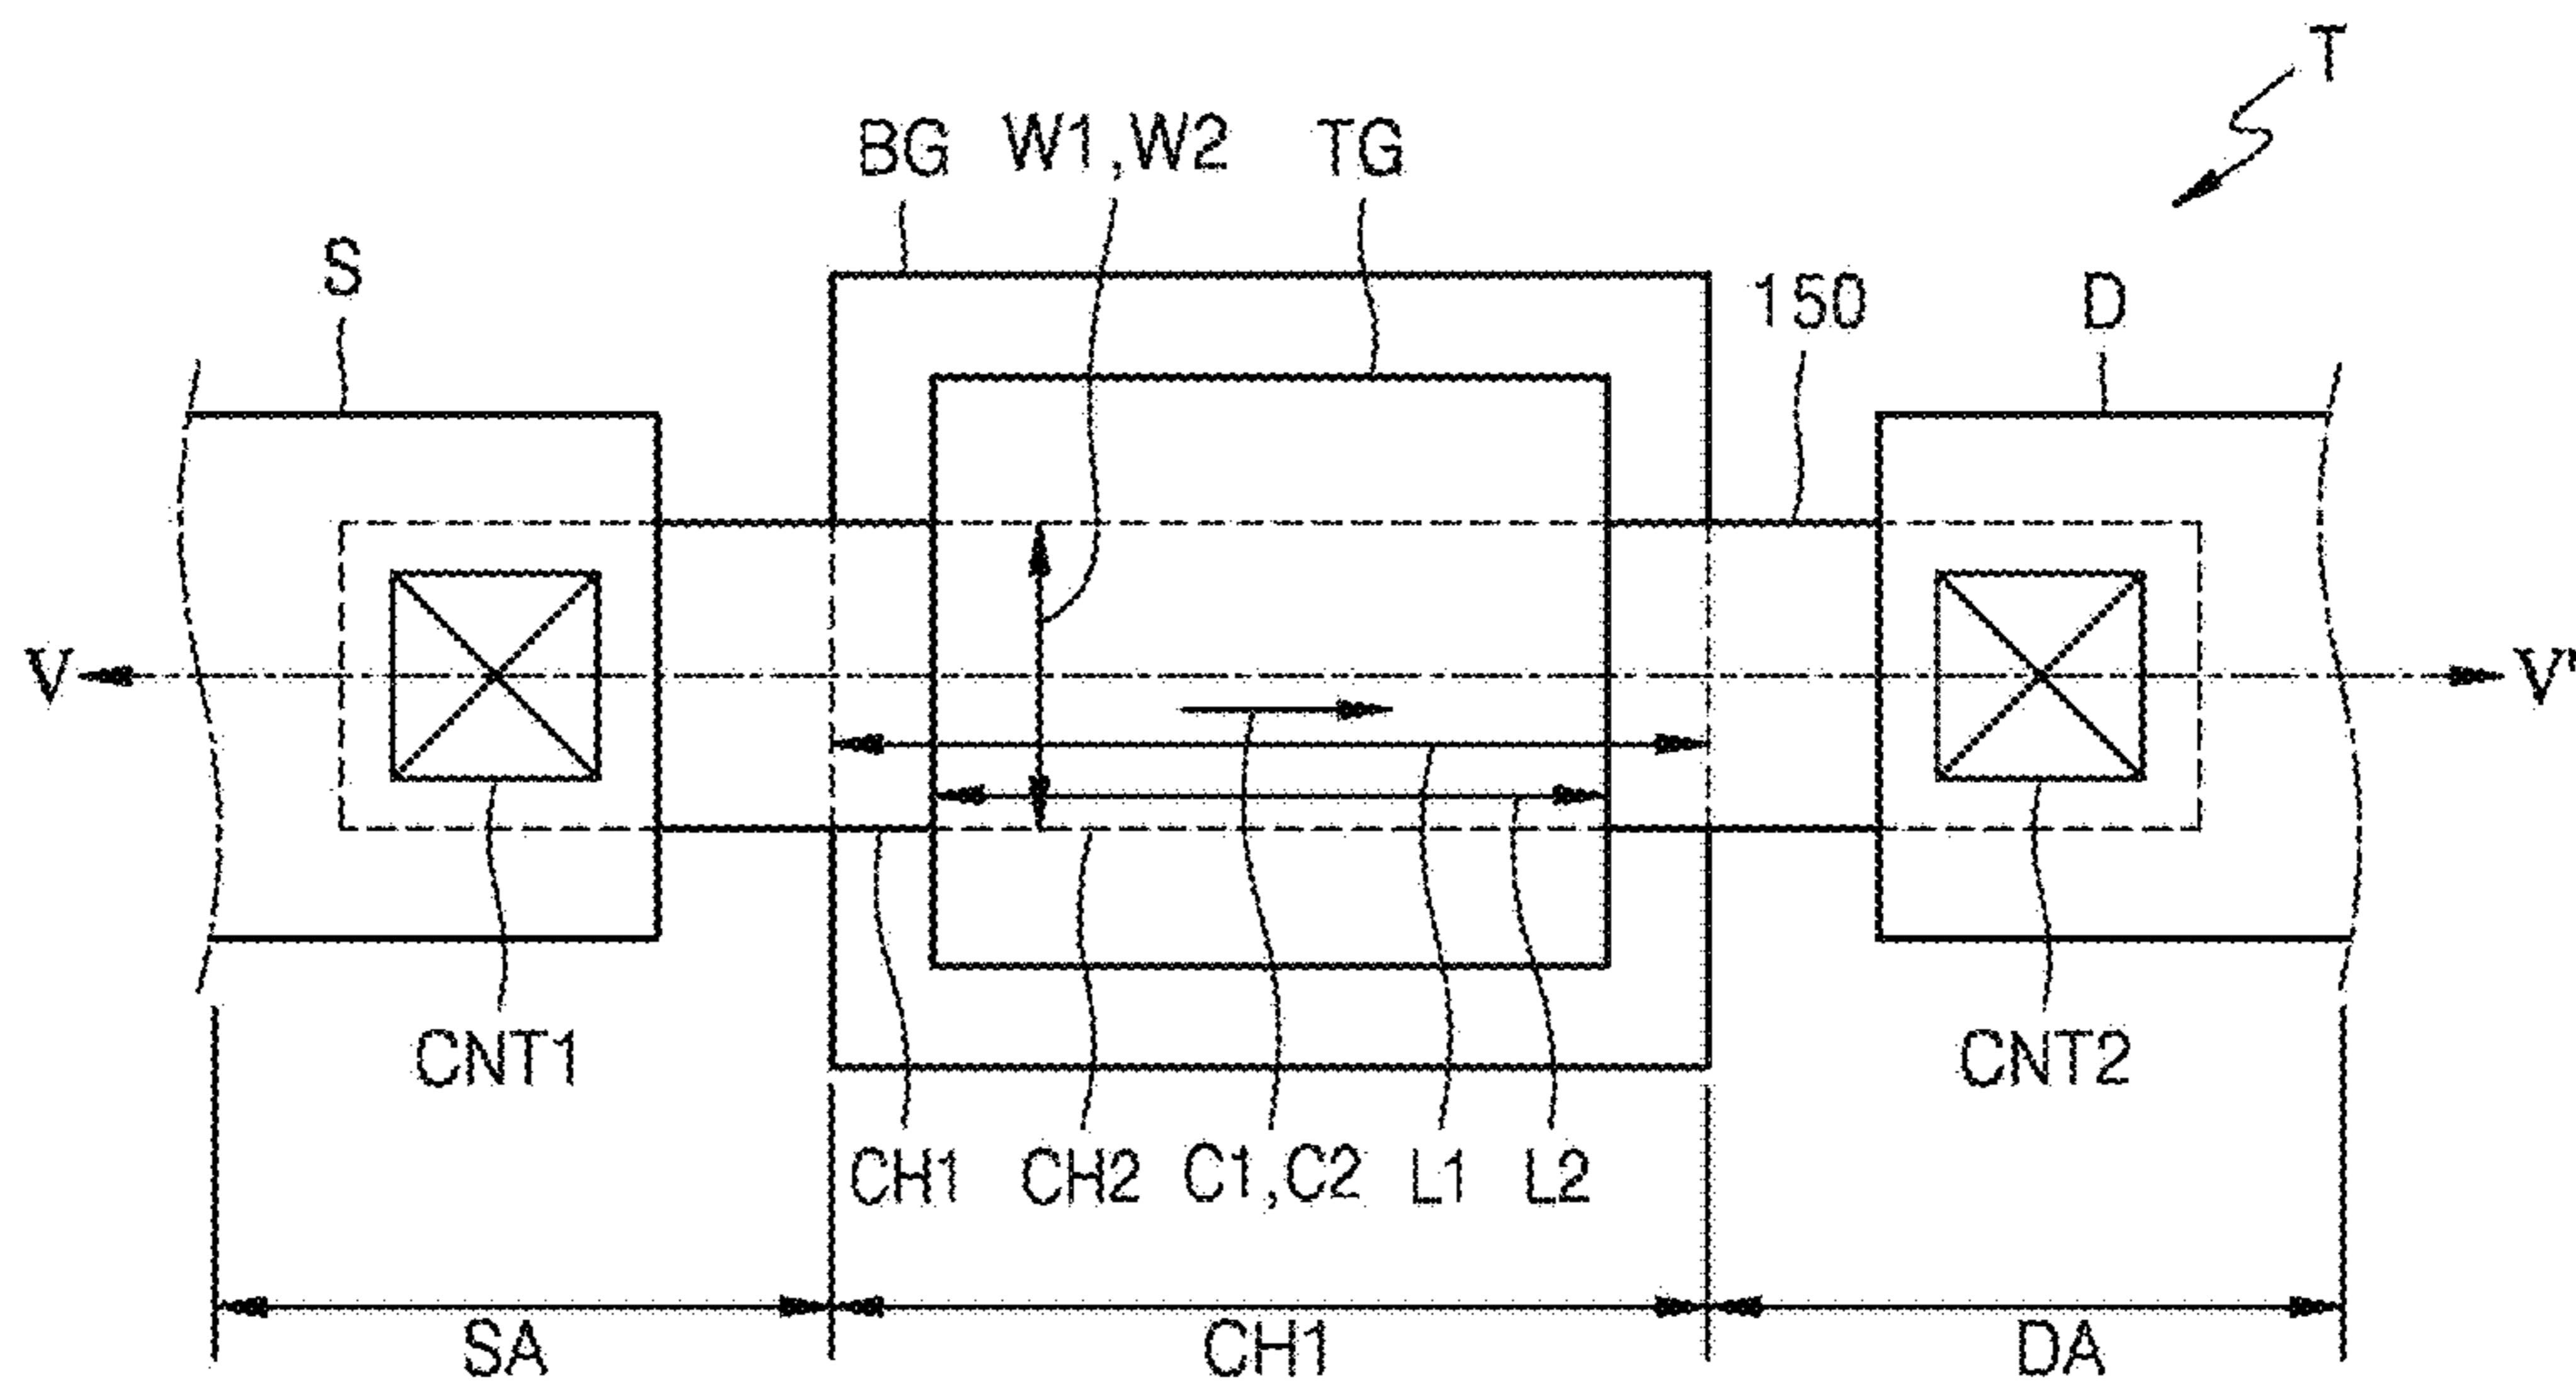 T
BG W1,W2 TG
S 150 D
V V'
CNT1 CNT2
CH1 CH2 C1,C2 L1 L2
SA CH1 DA